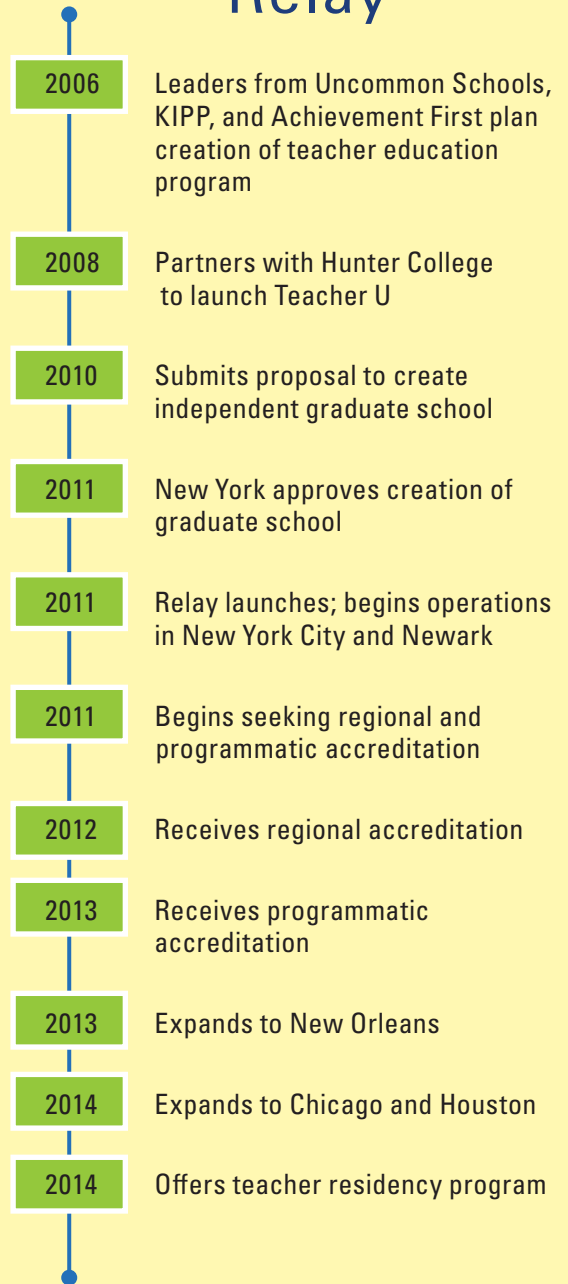 Relay
2006
Leaders from Uncommon Schools,
KIPP, and Achievement First plan
creation of teacher education
program
2008
Partners with Hunter College
to launch Teacher U
2010
Submits proposal to create
independent graduate school
2011
New York approves creation of
graduate school
2011
Relay launches; begins operations
in New York City and Newark
2011
Begins seeking regional and
programmatic accreditation
2012
Receives regional accreditation
2013
Receives programmatic
accreditation
2013
Expands to New Orleans
2014
Expands to Chicago and Houston
2014
Offers teacher residency program